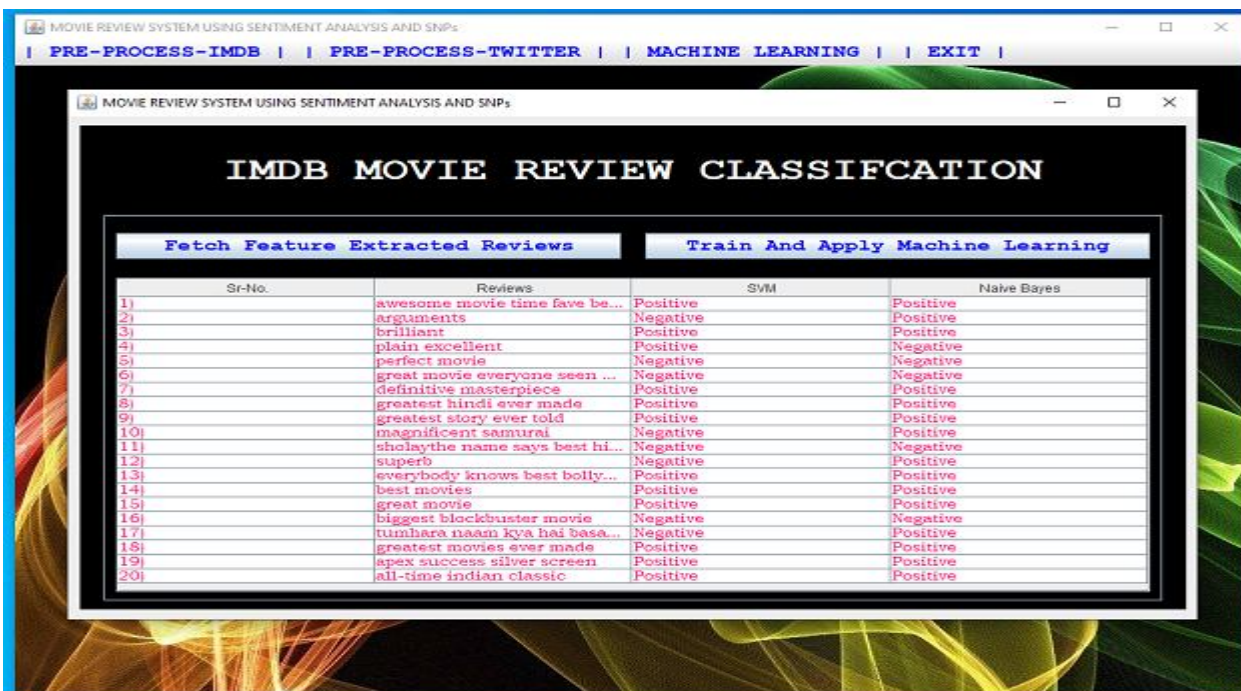 MOVIE REVIEW SYSTEM USING SENTIMENT ANALYSIS AND SNPs
| PRE-PROCESS-IMDB | | PRE-PROCESS-TWITTER | | MACHINE LEARNING | | EXIT |
MOVIE REVIEW SYSTEM USING SENTIMENT ANALYSIS AND SNPs
IMDB MOVIE REVIEW CLASSIFCATION
Fetch Feature Extracted Reviews Train And Apply Machine Learning
Sr-No. Reviews SVM Naive Bayes
1) awesome movie time fave be... Positive Positive
2) arguments Negative Positive
3) brilliant Positive Positive
4) plain excellent Positive Negative
5) perfect movie Negative Negative
6) great movie everyone seen ... Negative Negative
7) definitive masterpiece Positive Positive
8) greatest hindi ever made Positive Positive
9) greatest story ever told Positive Positive
10) magnificent samurai Negative Positive
11) sholaythe name says best hi... Negative Negative
12) superb Negative Positive
13) everybody knows best bolly... Positive Positive
14) best movies Positive Positive
15) great movie Positive Positive
16) biggest blockbuster movie Negative Negative
17) tumhara naam kya hai basa... Negative Positive
18) greatest movies ever made Positive Positive
19) apex success silver screen Positive Positive
20) all-time indian classic Positive Positive